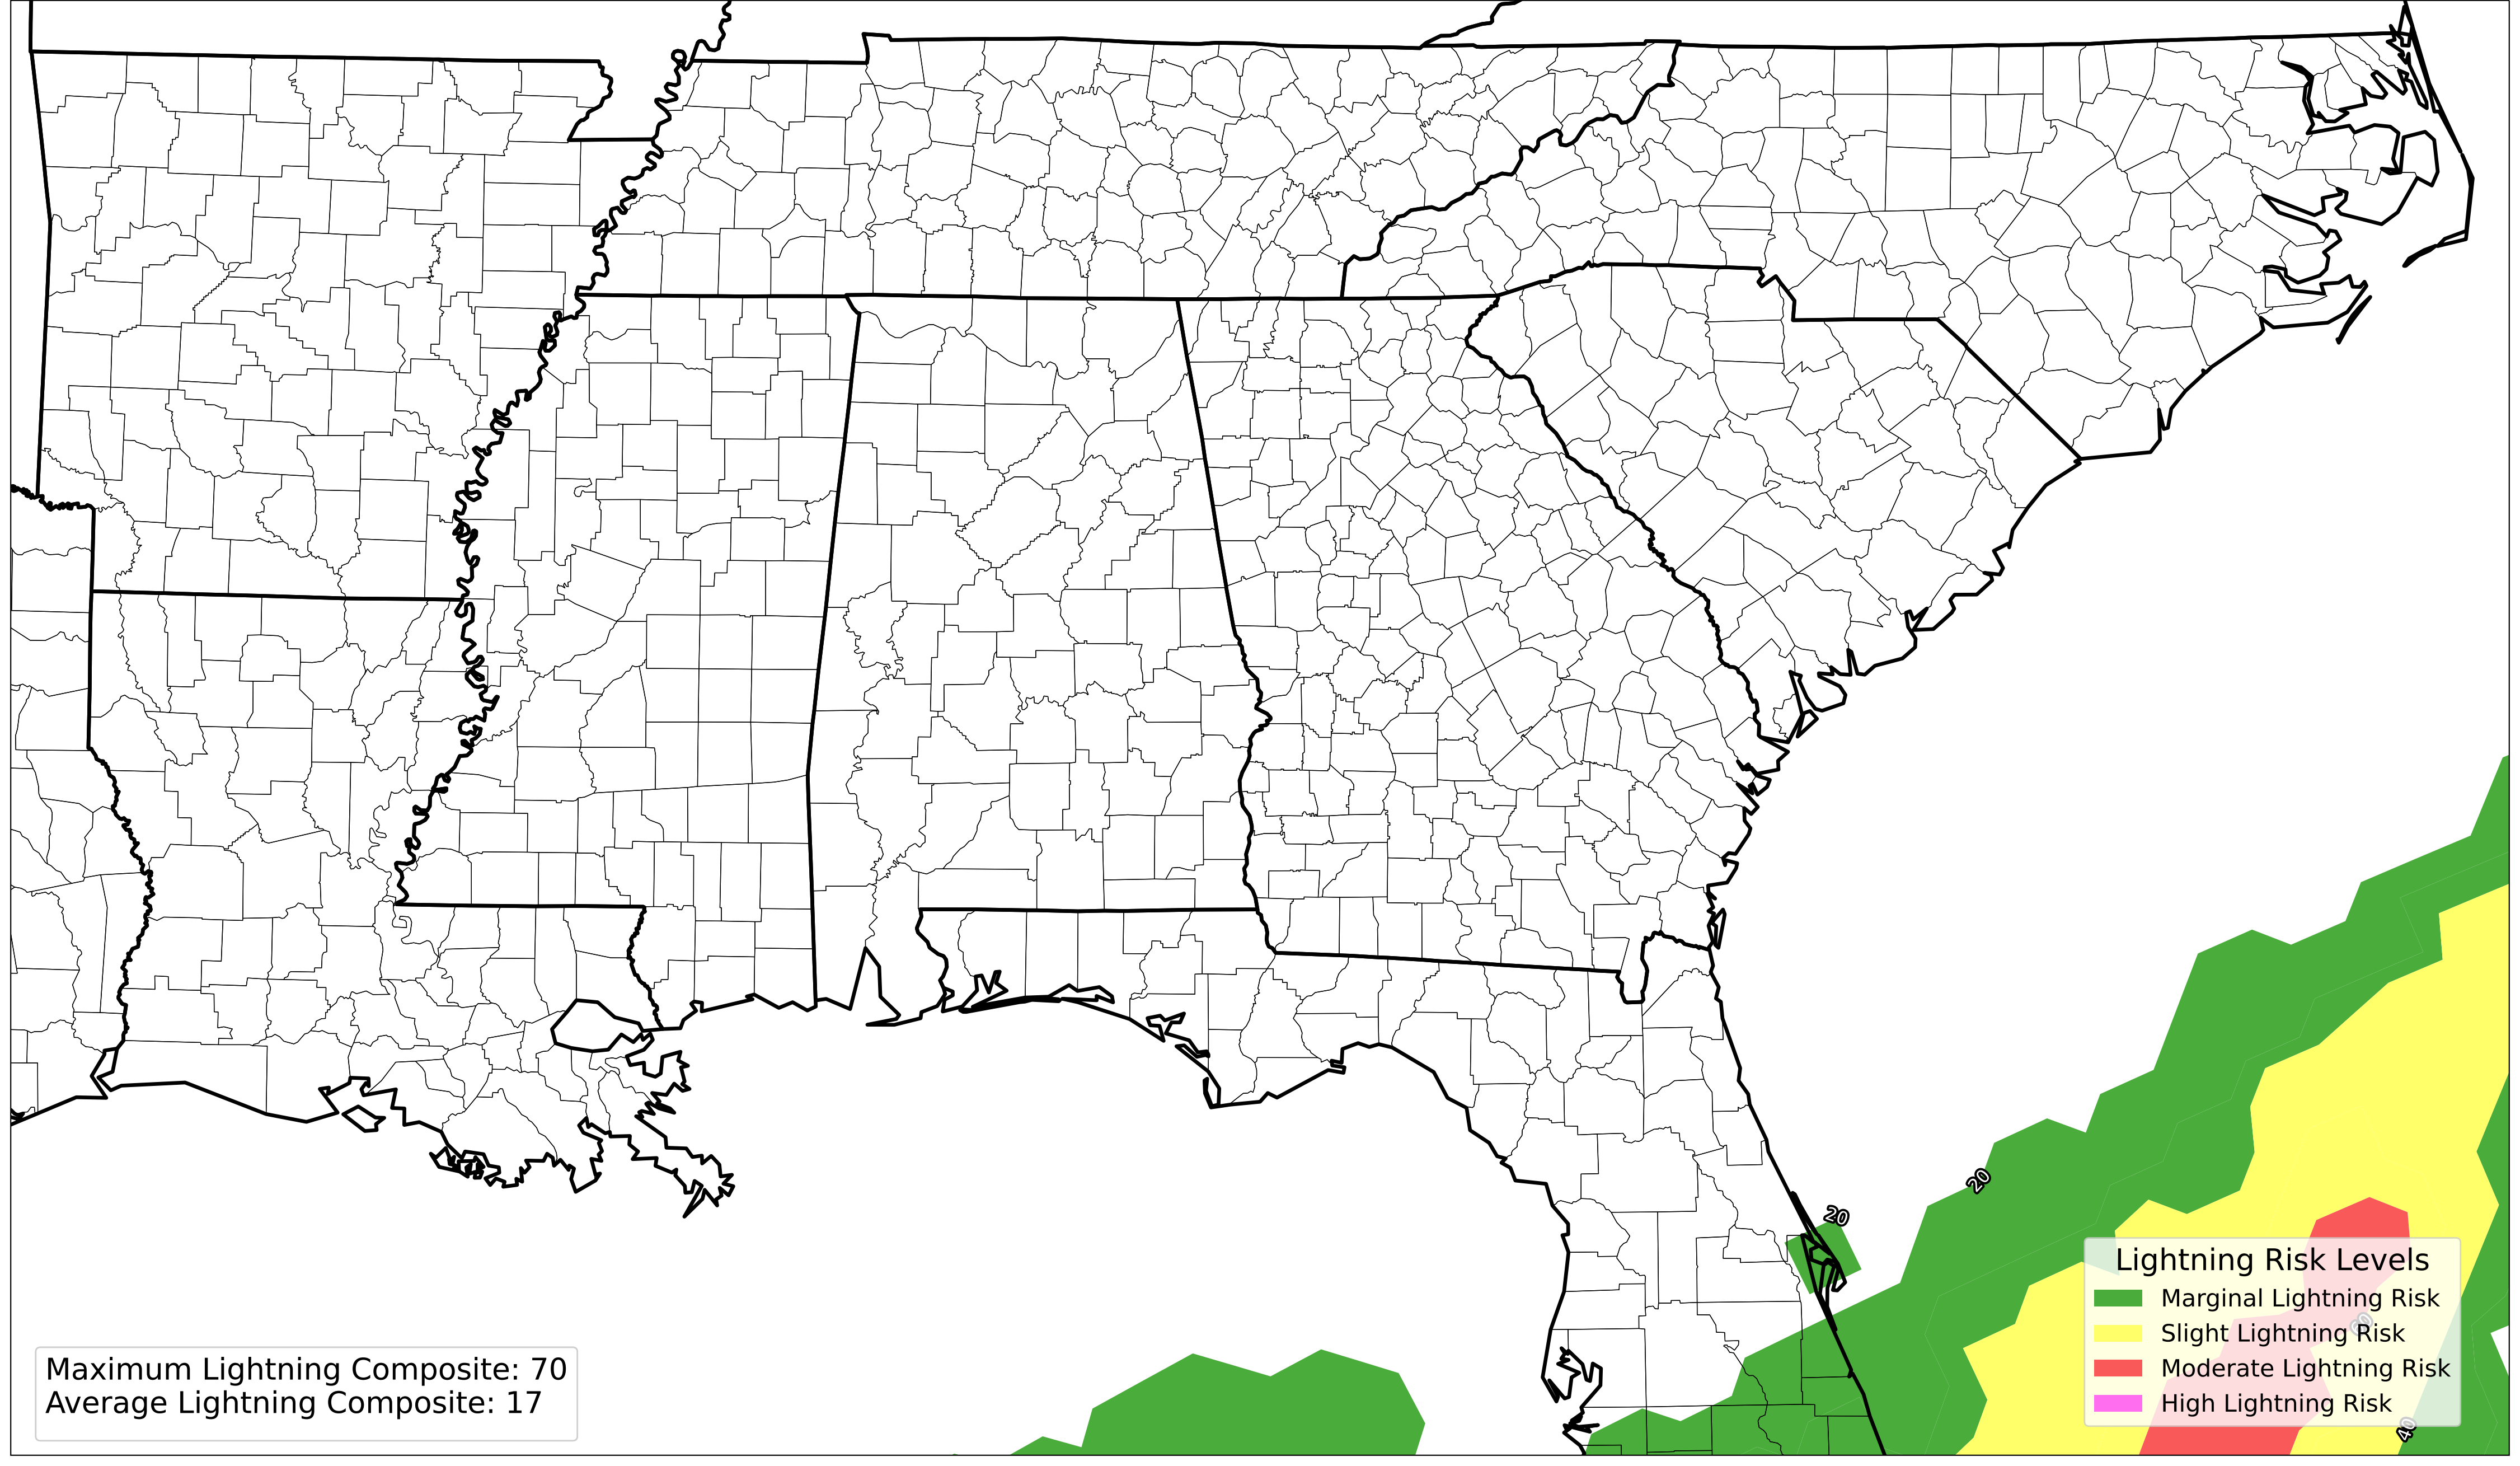 20
20
Lightning Risk Levels
Marginal Lightning Risk
Slight Lightning Risk
Moderate Lightning Risk
High Lightning Risk
40
Maximum Lightning Composite: 70
Average Lightning Composite: 17